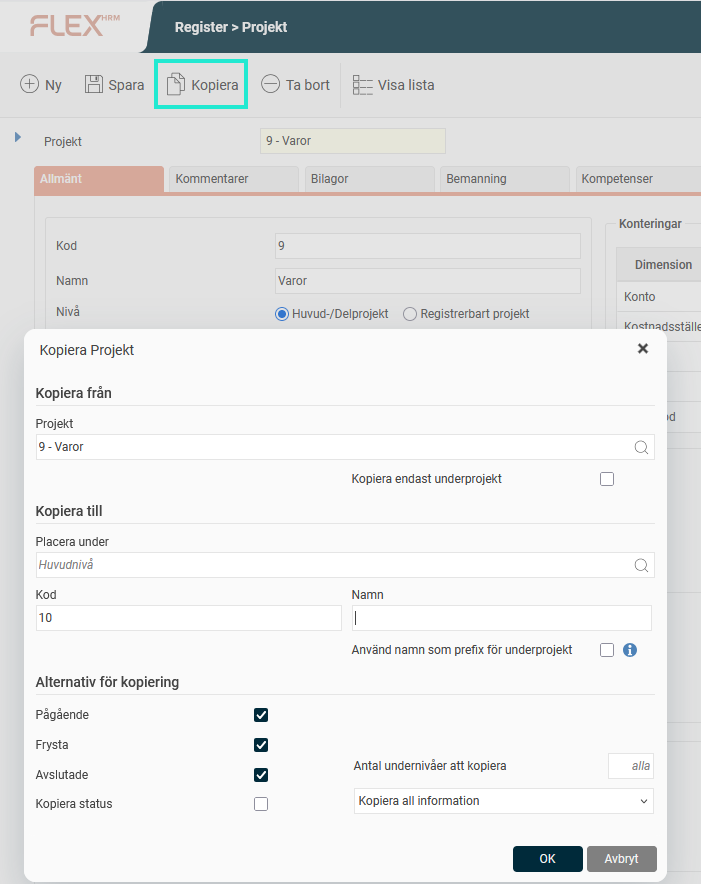 FLEX HRM
Register > Projekt
Ny Spara Kopiera Ta bort Visa lista
Projekt 9 - Varor
Allmänt Kommentarer Bilagor Bemanning Kompetenser
Konteringar
Kod 9
Dimension
Namn Varor
Konto
Nivå Huvud-/Delprojekt Registrerbart projekt
Kostnadsställe
Kopiera Projekt
Kopiera från
Projekt
od
9 - Varor
Kopiera endast underprojekt
Kopiera till
Placera under
Huvudnivå
Kod Namn
10
Använd namn som prefix för underprojekt
Alternativ för kopiering
Pågående
Frysta
Antal undernivåer att kopiera alla
Avslutade
Kopiera status Kopiera all information
OK Avbryt